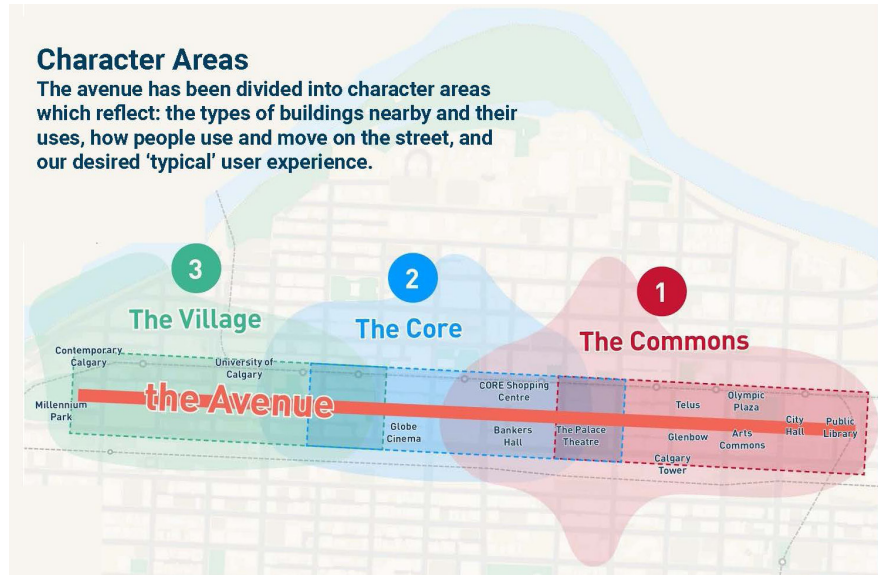 Character Areas
The avenue has been divided into character areas
which reflect: the types of buildings nearby and their
uses, how people use and move on the street, and
our desired ‘typical’ user experience.
3
The Village
2
The Core
1
The Commons
Contemporary
Calgary
University of
Calgary
Millennium
Park
the Avenue
Globe
Cinema
CORE Shopping
Centre
Bankers
Hall
The Palace
Theatre
Telus
Olympic
Plaza
Glenbow
Arts
Commons
Calgary
Tower
City
Hall
Public
Library